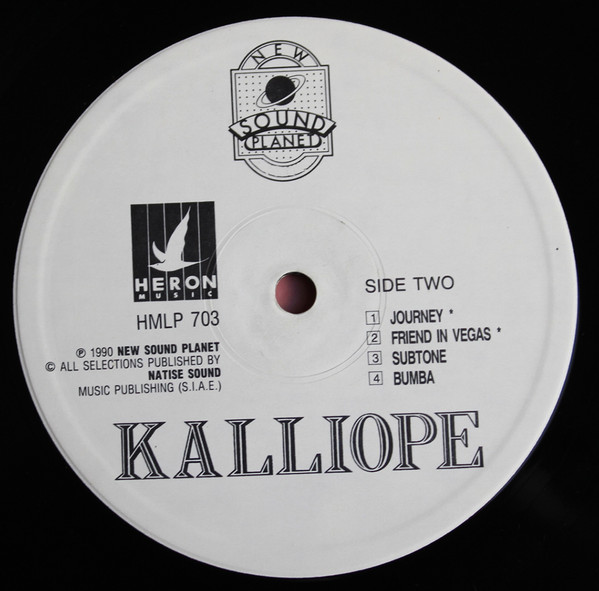 NEW
SOUND
PLANET
HERON
MUSIC
HMLP 703
℗ 1990 NEW SOUND PLANET
© ALL SELECTIONS PUBLISHED BY
NATISE SOUND
MUSIC PUBLISHING (S.I.A.E.)
SIDE TWO
1 JOURNEY *
2 FRIEND IN VEGAS *
3 SUBTONE
4 BUMBA
KALLIOPE